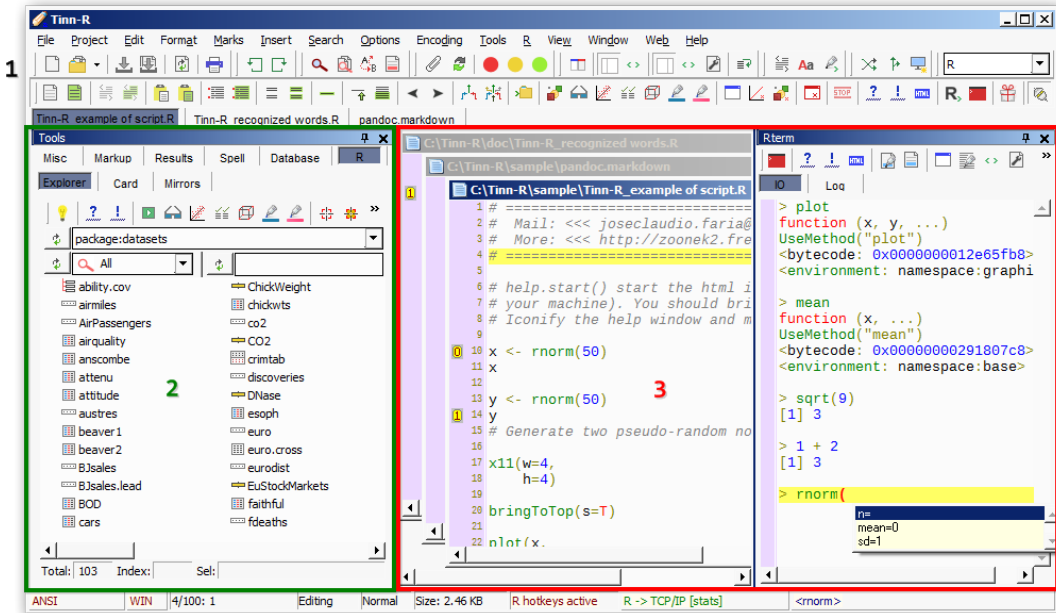 Tinn-R
File Project Edit Format Marks Insert Search Options Encoding Tools R View Window Web Help
1
R
Tinn-R_example of script.R Tinn-R_recognized words.R pandoc.markdown
Tools
Misc Markup Results Spell Database R
Explorer Card Mirrors
package:datasets
All
ability.cov ChickWeight
airmiles chickwts
AirPassengers co2
airquality CO2
anscombe crimtab
attenu discoveries
attitude DNase
austres esoph
beaver1 euro
beaver2 euro.cross
BJsales eurodist
BJsales.lead EuStockMarkets
BOD faithful
cars fdeaths
2
Total: 103 Index: Sel:
C:\Tinn-R\doc\Tinn-R_recognized words.R
C:\Tinn-R\sample\pandoc.markdown
1
C:\Tinn-R\sample\Tinn-R_example of script.R
1 # ==============================
2 #  Mail: <<< joseclaudio.faria@
3 #  More: <<< http://zoonek2.fre
4 # ==============================
5
6 # help.start() start the html i
7 # your machine). You should bri
8 # Iconify the help window and m
9
0 10 x <- rnorm(50)
11 x
12
13 y <- rnorm(50)
1 14 y
15 # Generate two pseudo-random no
16
17 x11(w=4,
18     h=4)
19
20 bringToTop(s=T)
21
22 plot(x,
3
Rterm
IO Log
> plot
function (x, y, ...)
UseMethod("plot")
<bytecode: 0x0000000012e65fb8>
<environment: namespace:graphi
> mean
function (x, ...)
UseMethod("mean")
<bytecode: 0x00000000291807c8>
<environment: namespace:base>
> sqrt(9)
[1] 3
> 1 + 2
[1] 3
> rnorm(
n=
mean=0
sd=1
ANSI WIN 4/100: 1 Editing Normal Size: 2.46 KB R hotkeys active R -> TCP/IP [stats] <rnorm>